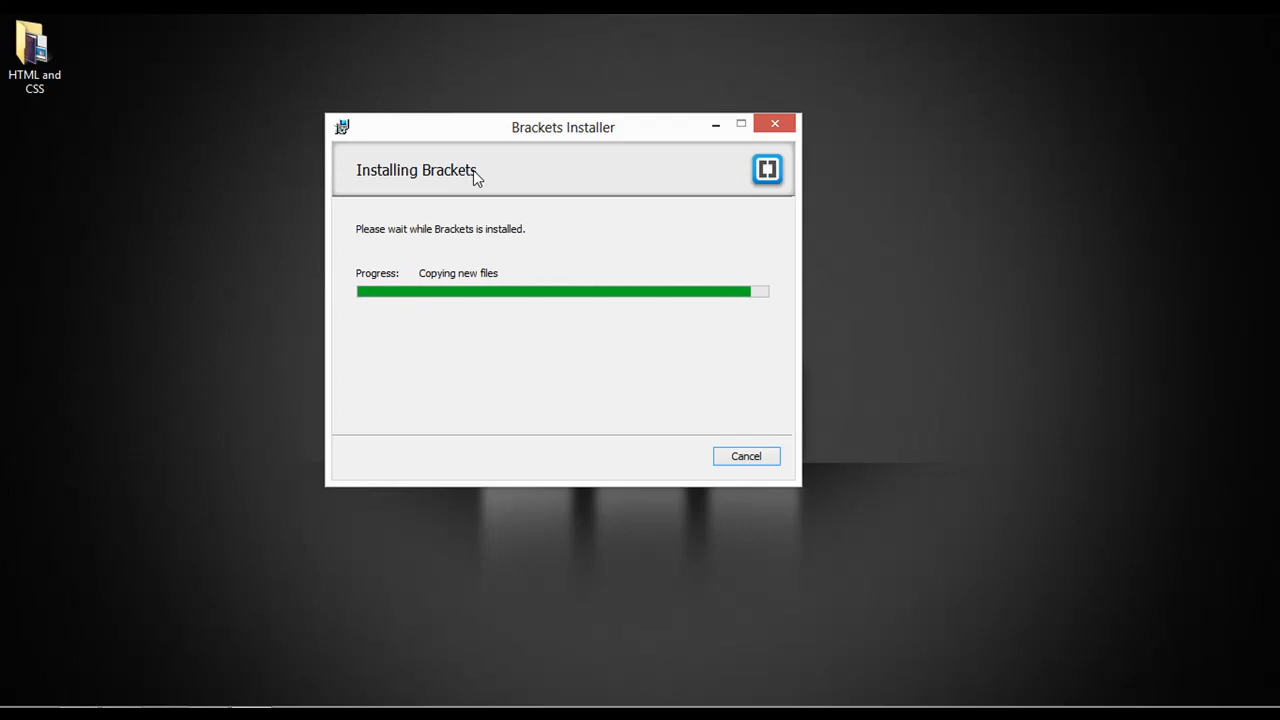 HTML and
CSS
Brackets Installer
Installing Brackets
Please wait while Brackets is installed.
Progress: Copying new files
Cancel